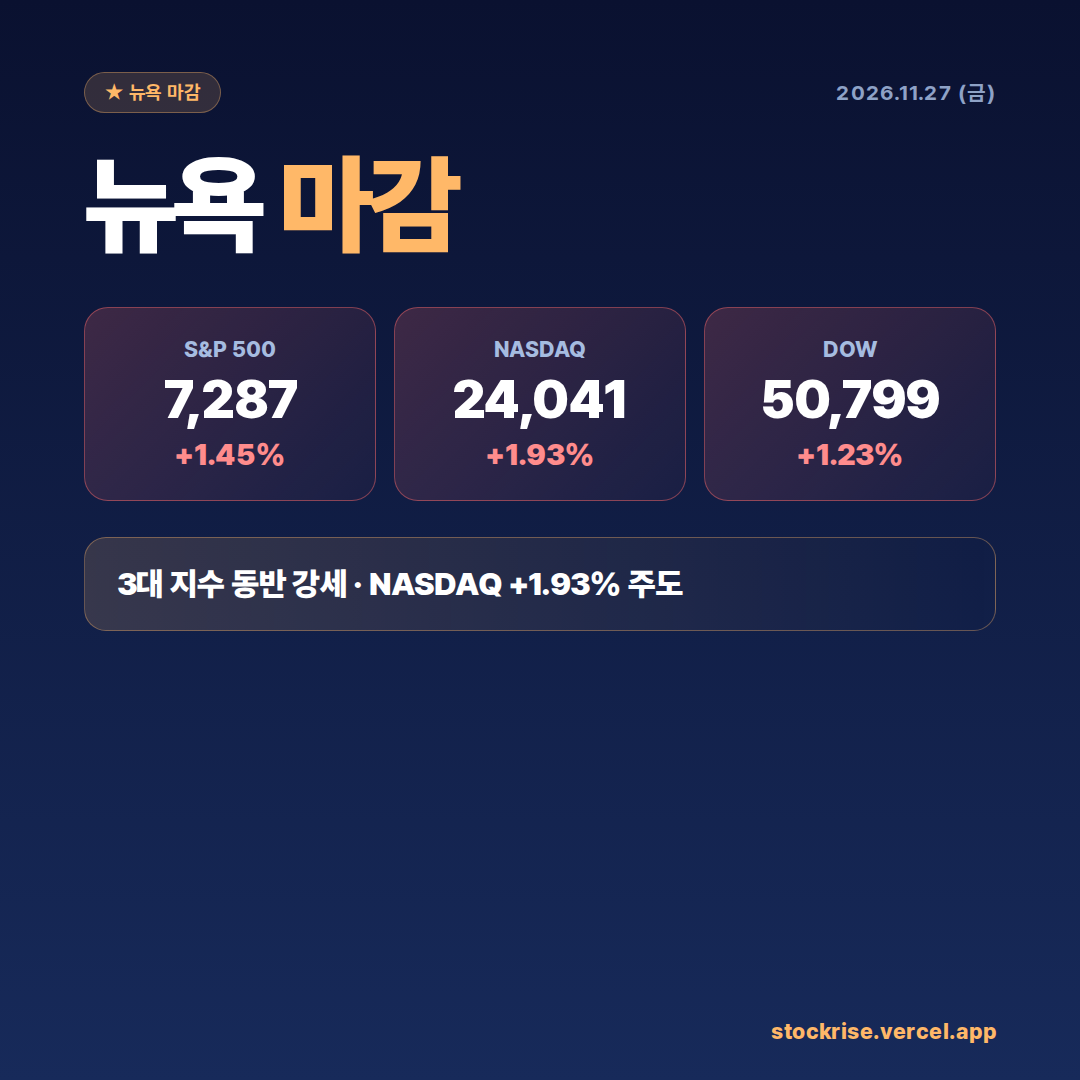 ★ 뉴욕 마감
2026.11.27 (금)
뉴욕 마감
S&P 500
7,287
+1.45%
NASDAQ
24,041
+1.93%
DOW
50,799
+1.23%
3대 지수 동반 강세 · NASDAQ +1.93% 주도
stockrise.vercel.app